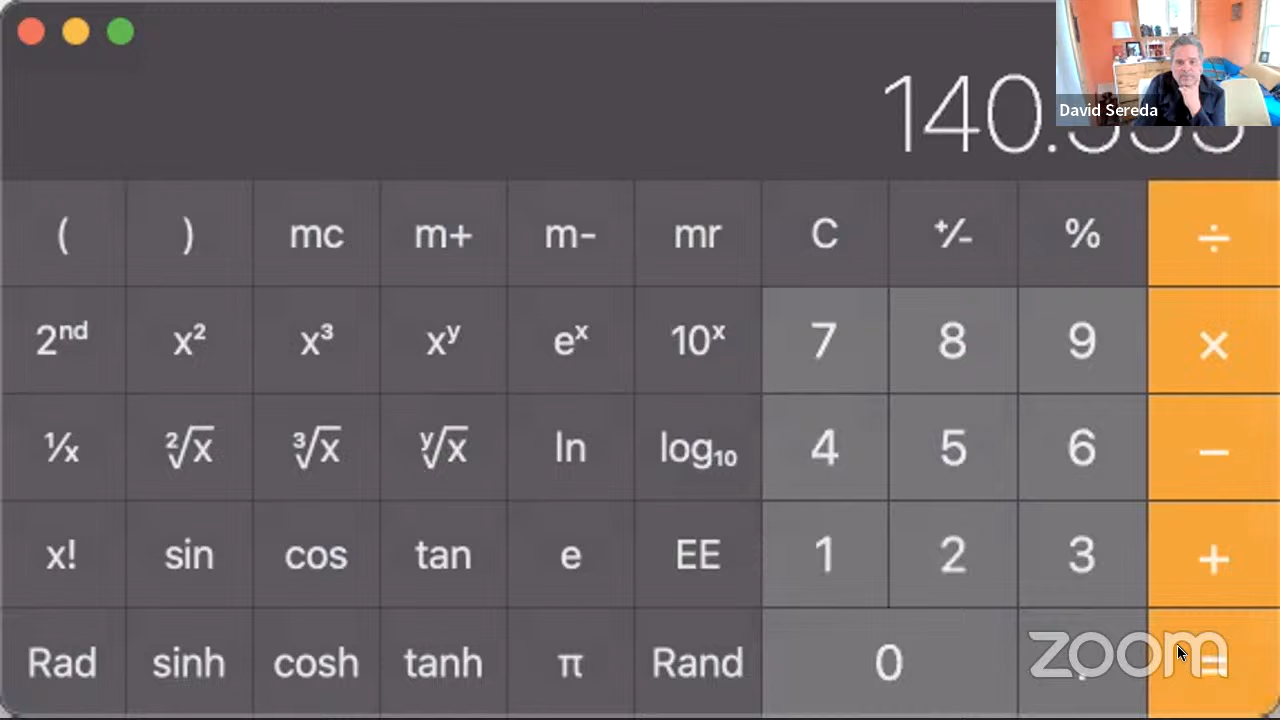 140.
David Sereda
( ) mc m+ m- mr C ⁺∕₋ % ÷
2ⁿᵈ x² x³ xʸ eˣ 10ˣ 7 8 9 ×
¹∕ₓ ²√x ³√x ʸ√x ln log₁₀ 4 5 6 −
x! sin cos tan e EE 1 2 3 +
Rad sinh cosh tanh π Rand 0 . =
zoom